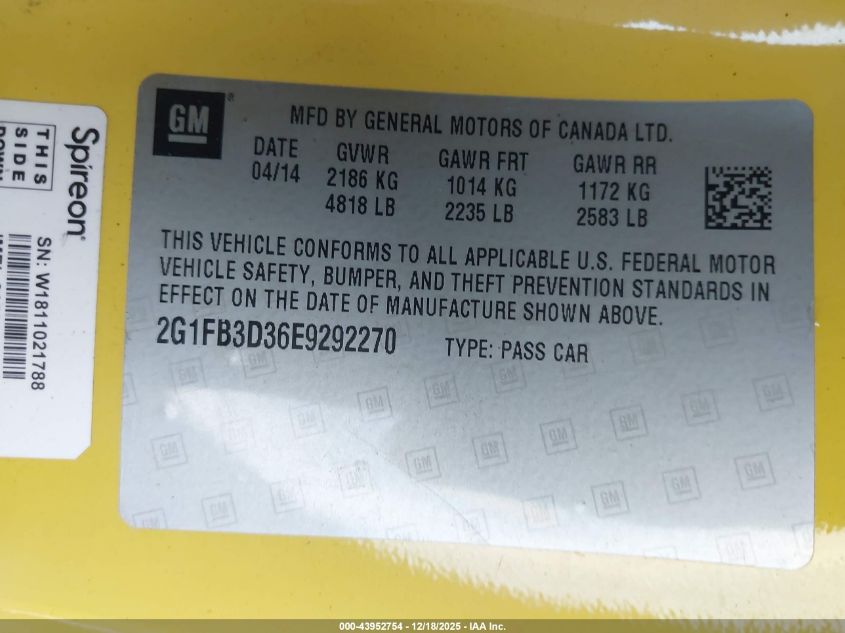 Spireon®
THIS
SIDE
DOWN
SN: W1811021788
GM®
MFD BY GENERAL MOTORS OF CANADA LTD.
DATE GVWR GAWR FRT GAWR RR
04/14 2186 KG 1014 KG 1172 KG
4818 LB 2235 LB 2583 LB
THIS VEHICLE CONFORMS TO ALL APPLICABLE U.S. FEDERAL MOTOR
VEHICLE SAFETY, BUMPER, AND THEFT PREVENTION STANDARDS IN
EFFECT ON THE DATE OF MANUFACTURE SHOWN ABOVE.
2G1FB3D36E9292270 TYPE: PASS CAR
000-43952754 - 12/18/2025 - IAA Inc.